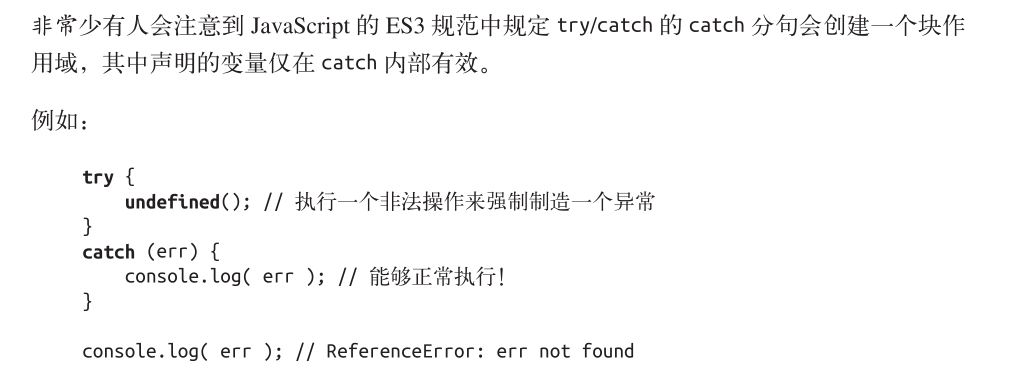 非常少有人会注意到 JavaScript 的 ES3 规范中规定 try/catch 的 catch 分句会创建一个块作
用域，其中声明的变量仅在 catch 内部有效。
例如：
try {
    undefined(); // 执行一个非法操作来强制制造一个异常
}
catch (err) {
    console.log( err ); // 能够正常执行！
}
console.log( err ); // ReferenceError: err not found